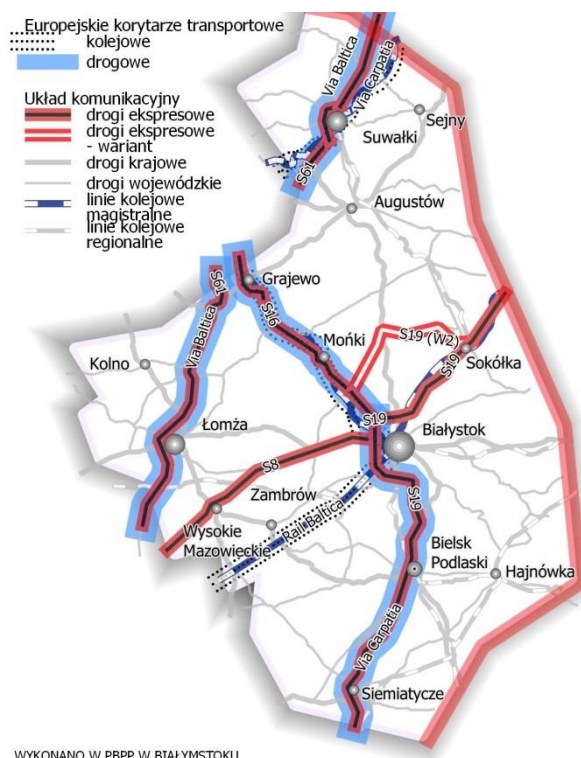 Europejskie korytarze transportowe
kolejowe
drogowe
Układ komunikacyjny
drogi ekspresowe
drogi ekspresowe
- wariant
drogi krajowe
drogi wojewódzkie
linie kolejowe
magistralne
linie kolejowe
regionalne
Via Baltica
Via Carpatia
Sejny
Suwałki
S61
Augustów
S61
Grajewo
S16
Via Baltica
Mońki
S19 (W2)
Kolno
Sokółka
S19
S19
Łomża
Białystok
S8
S19
Zambrów
Wysokie
Mazowieckie
Rail Baltica
Bielsk
Podlaski
Hajnówka
Via Carpatia
Siemiatycze
WYKONANO W PBPP W BIAŁYMSTOKU